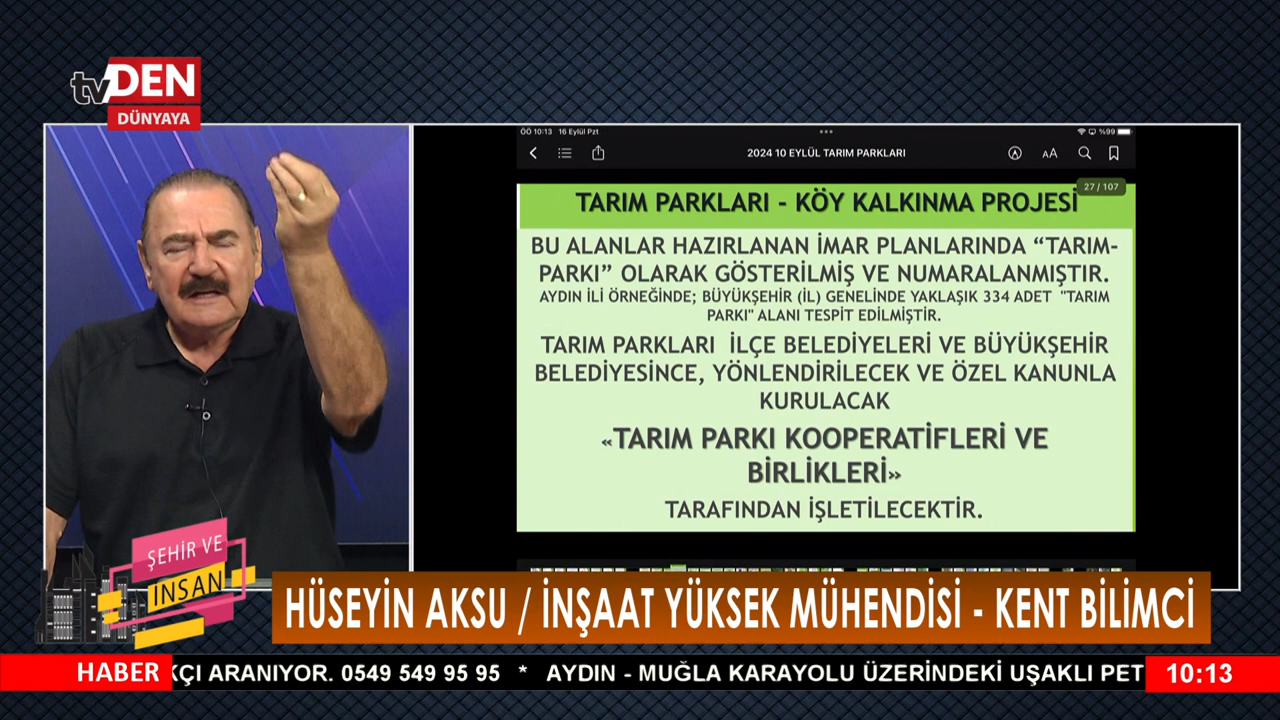 tvDEN
DÜNYAYA
ÖÖ 10:13 16 Eylül Pzt
%99
2024 10 EYLÜL TARIM PARKLARI
AA
27 / 107
TARIM PARKLARI - KÖY KALKINMA PROJESİ
BU ALANLAR HAZIRLANAN İMAR PLANLARINDA “TARIM-
PARKI” OLARAK GÖSTERİLMİŞ VE NUMARALANMIŞTIR.
AYDIN İLİ ÖRNEĞİNDE; BÜYÜKŞEHİR (İL) GENELİNDE YAKLAŞIK 334 ADET "TARIM
PARKI" ALANI TESPİT EDİLMİŞTİR.
TARIM PARKLARI İLÇE BELEDİYELERİ VE BÜYÜKŞEHİR
BELEDİYESİNCE, YÖNLENDİRİLECEK VE ÖZEL KANUNLA
KURULACAK
«TARIM PARKI KOOPERATİFLERİ VE
BİRLİKLERİ»
TARAFINDAN İŞLETİLECEKTİR.
ŞEHİR VE
İNSAN
HÜSEYİN AKSU / İNŞAAT YÜKSEK MÜHENDİSİ - KENT BİLİMCİ
HABER KÇI ARANIYOR. 0549 549 95 95 * AYDIN - MUĞLA KARAYOLU ÜZERİNDEKİ UŞAKLI PET 10:13